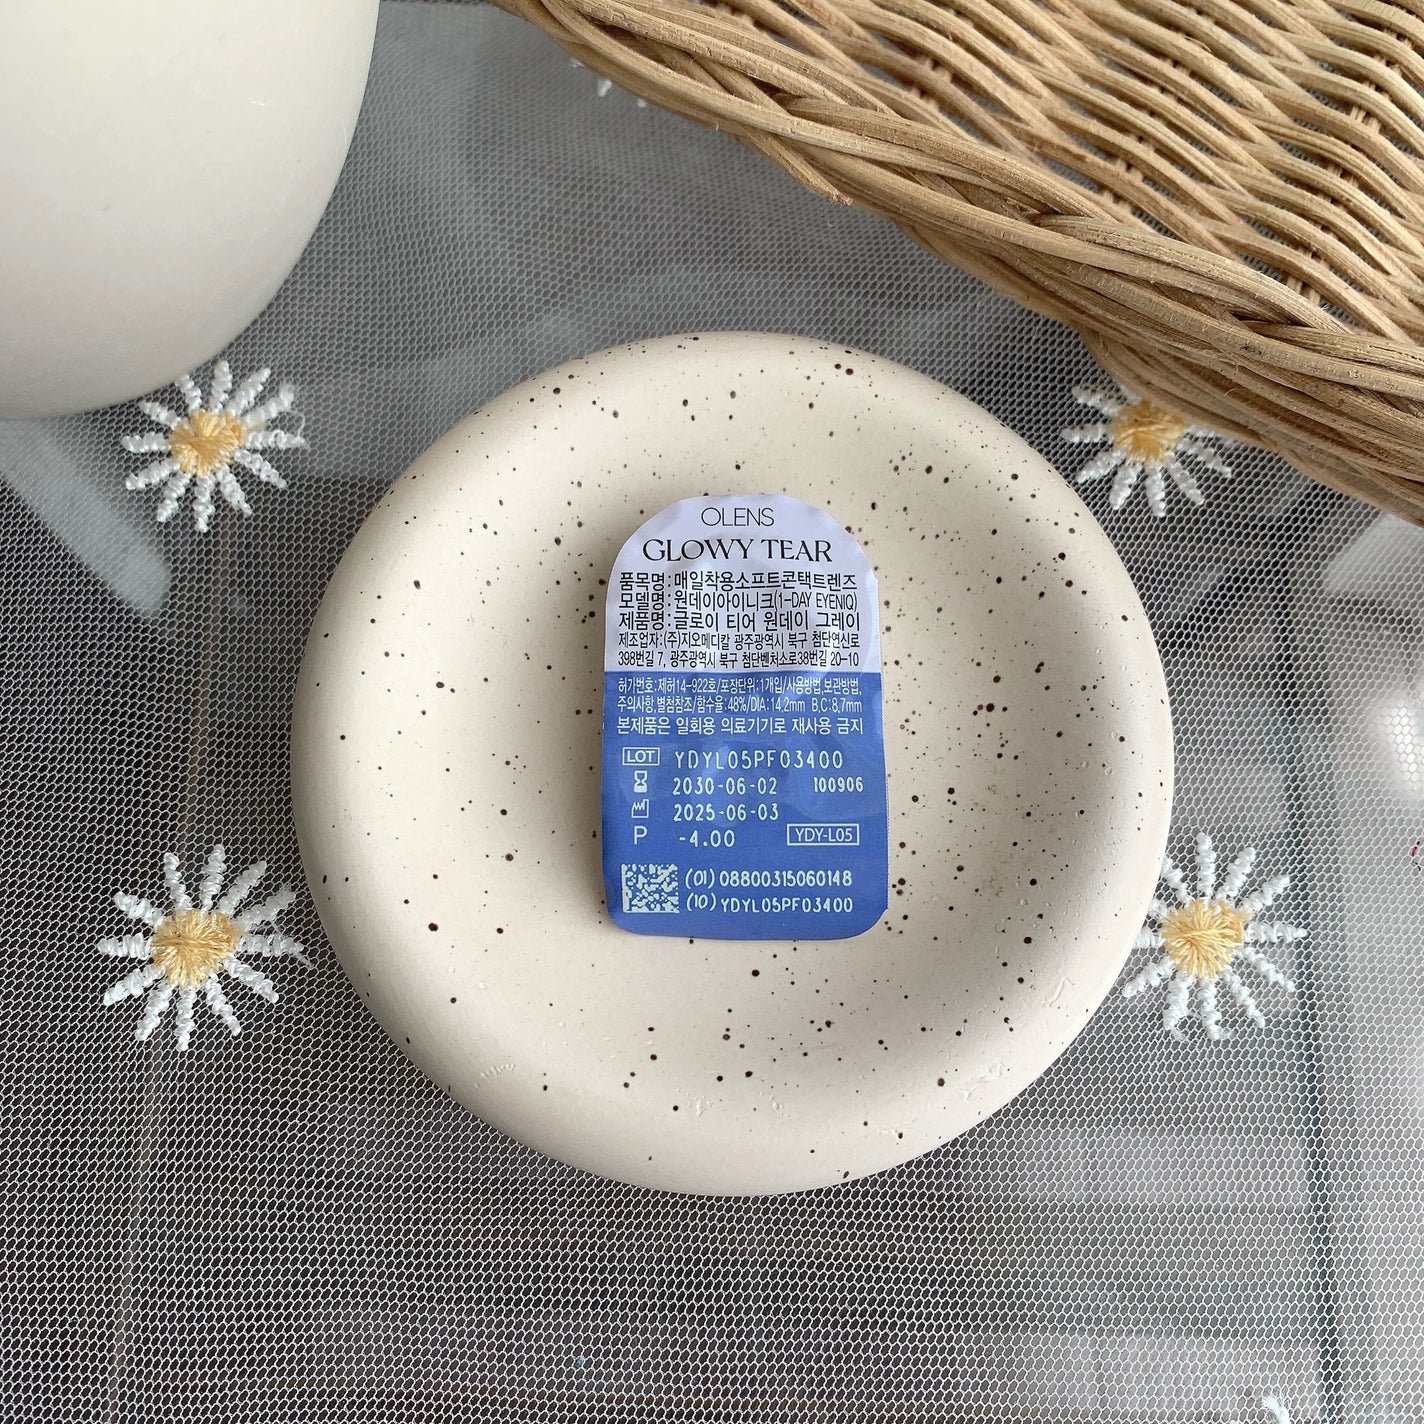 OLENS
GLOWY TEAR
품목명:매일착용소프트콘택트렌즈
모델명:원데이아이니크(1-DAY EYENIQ)
제품명:글로이 티어 원데이 그레이
제조업자:(주)지오메디칼 광주광역시 북구 첨단연신로
398번길 7, 광주광역시 북구 첨단벤처소로38번길 20-10
허가번호:제허14-922호/포장단위:1개입/사용방법,보관방법,
주의사항,별첨참조/함수율:48%/DIA:14.2mm B.C:8.7mm
본제품은 일회용 의료기기로 재사용 금지
LOT YDYL05PF03400
2030-06-02 100906
2025-06-03
P -4.00 YDY-L05
(01) 08800315060148
(10) YDYL05PF03400